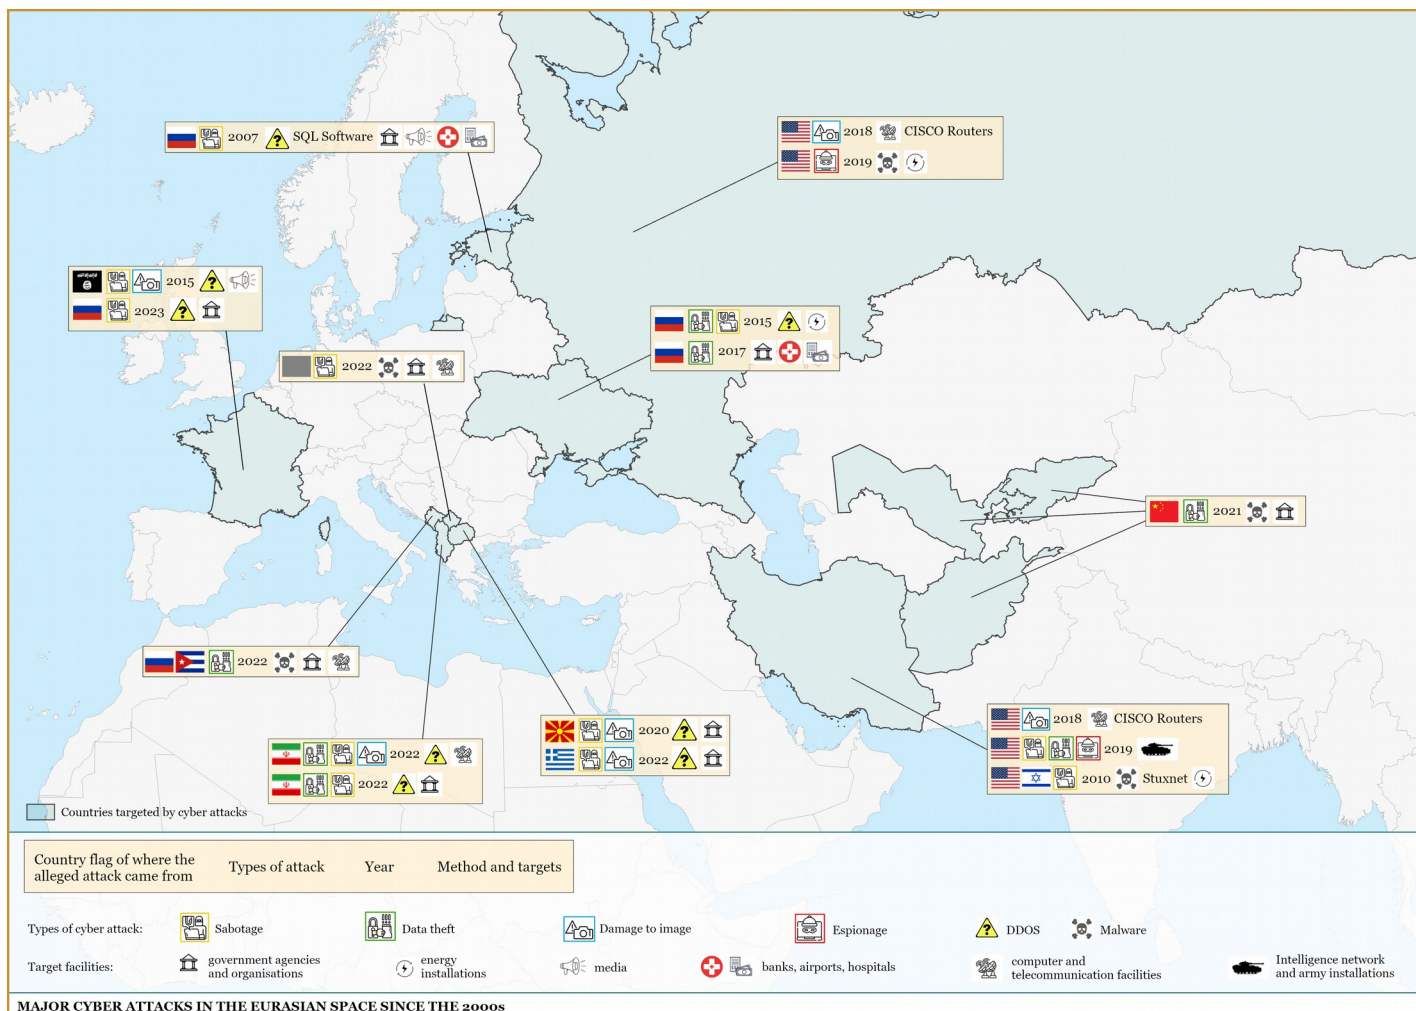 2007 SQL Software
2018 CISCO Routers
2019
2015
2023
2015
2017
2022
2021
2022
2020
2022
2022
2022
2018 CISCO Routers
2019
2010 Stuxnet
Countries targeted by cyber attacks
Country flag of where the
alleged attack came from
Types of attack
Year
Method and targets
Types of cyber attack:
Sabotage
Data theft
Damage to image
Espionage
DDOS
Malware
Target facilities:
government agencies
and organisations
energy
installations
media
banks, airports, hospitals
computer and
telecommunication facilities
Intelligence network
and army installations
MAJOR CYBER ATTACKS IN THE EURASIAN SPACE SINCE THE 2000s